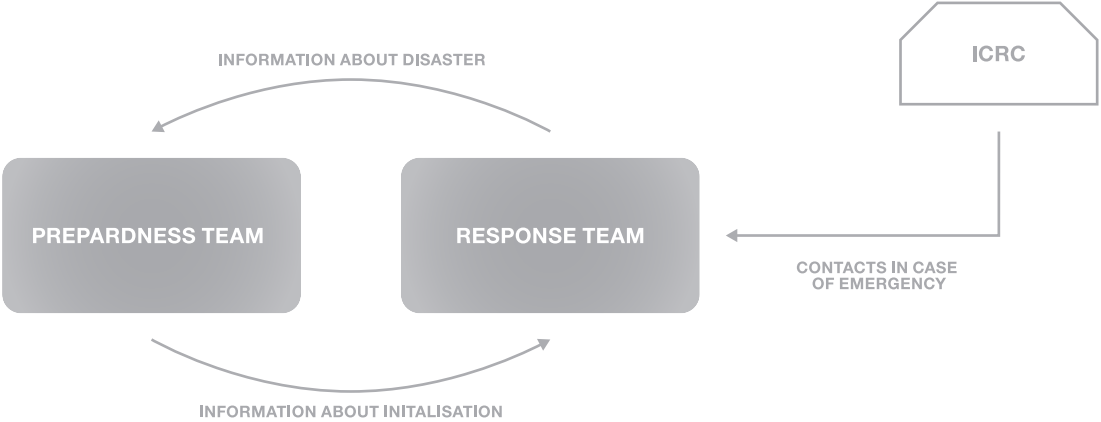 INFORMATION ABOUT DISASTER
ICRC
PREPARDNESS TEAM
RESPONSE TEAM
CONTACTS IN CASE
OF EMERGENCY
INFORMATION ABOUT INITALISATION